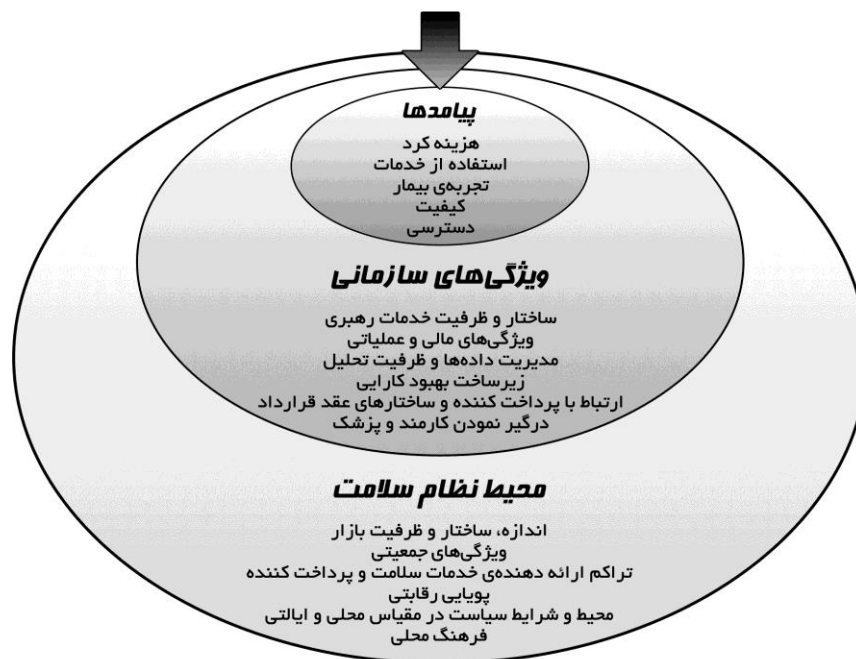 پیامدها
هزینه کرد
استفاده از خدمات
تجربه‌ی بیمار
کیفیت
دسترسی
ویژگی‌های سازمانی
ساختار و ظرفیت خدمات رهبری
ویژگی‌های مالی و عملیاتی
مدیریت داده‌ها و ظرفیت تحلیل
زیرساخت بهبود کارایی
ارتباط با پرداخت کننده و ساختارهای عقد قرارداد
درگیر نمودن کارمند و پزشک
محیط نظام سلامت
اندازه، ساختار و ظرفیت بازار
ویژگی‌های جمعیتی
تراکم ارائه دهنده‌ی خدمات سلامت و پرداخت کننده
پویایی رقابتی
محیط و شرایط سیاست در مقیاس محلی و ایالتی
فرهنگ محلی